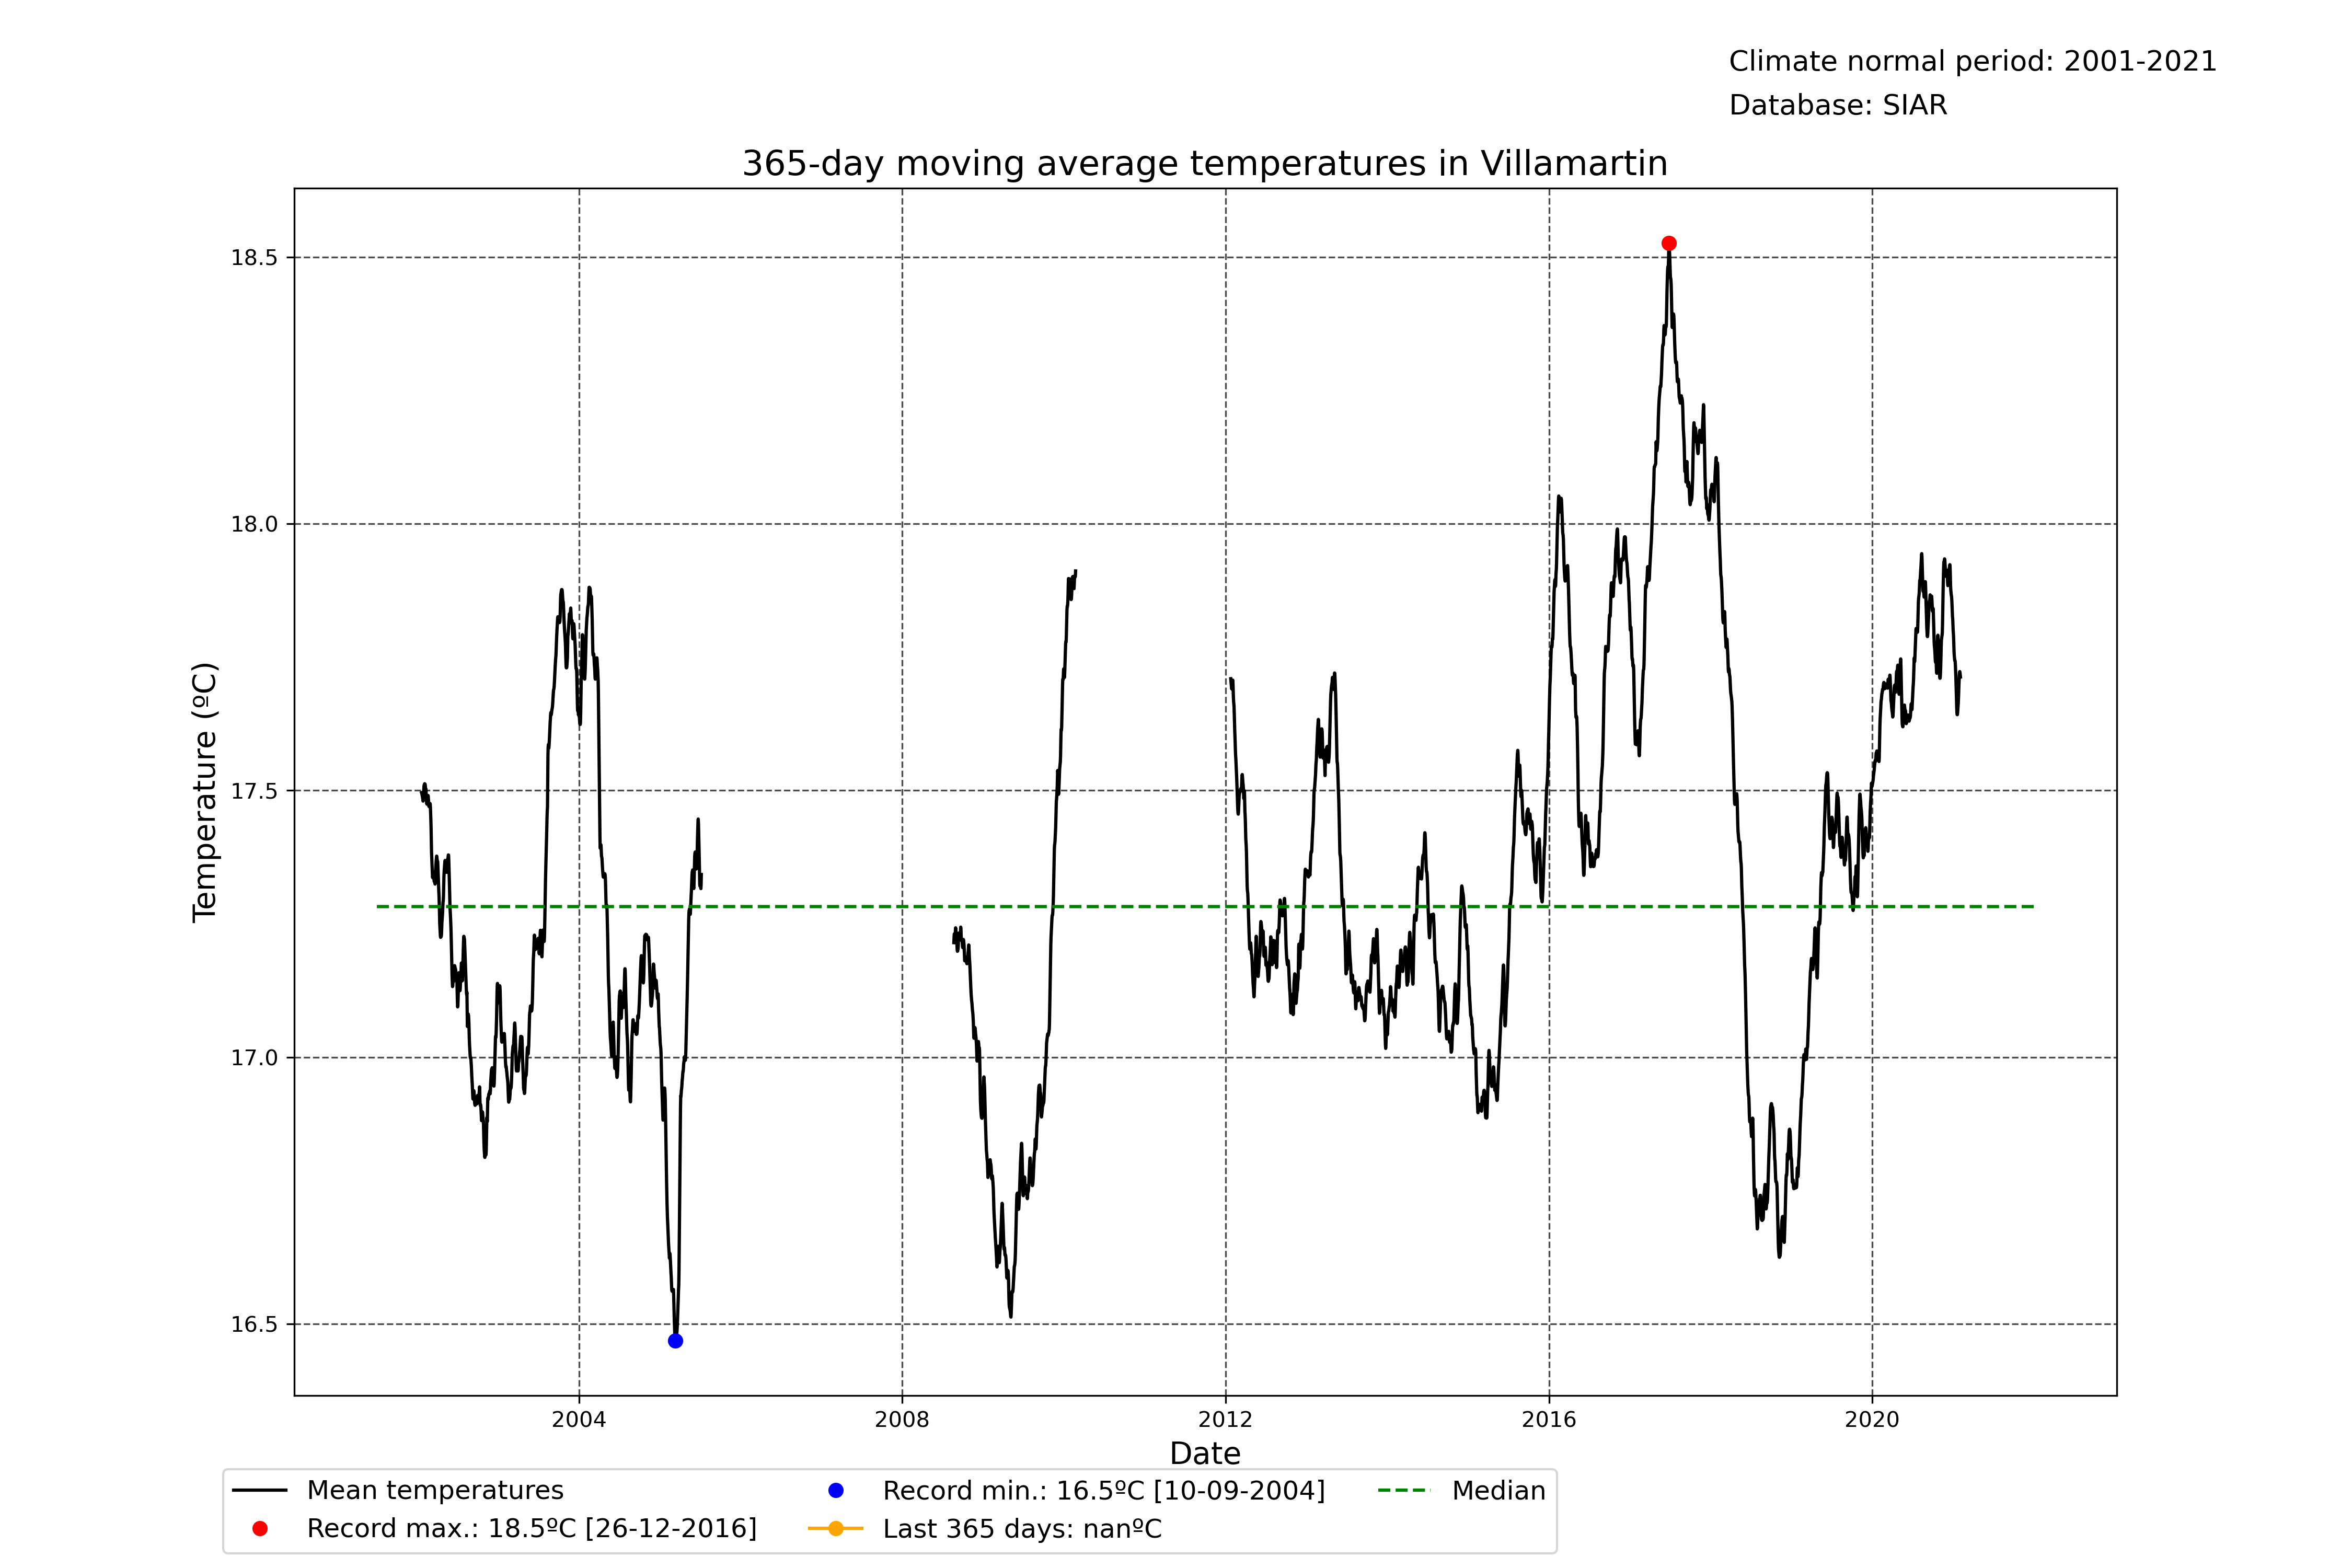 Climate normal period: 2001-2021
Database: SIAR
365-day moving average temperatures in Villamartin
18.5
18.0
17.5
17.0
16.5
Temperature (ºC)
2004 2008 2012 2016 2020
Date
Mean temperatures
Record max.: 18.5ºC [26-12-2016]
Record min.: 16.5ºC [10-09-2004]
Last 365 days: nanºC
Median